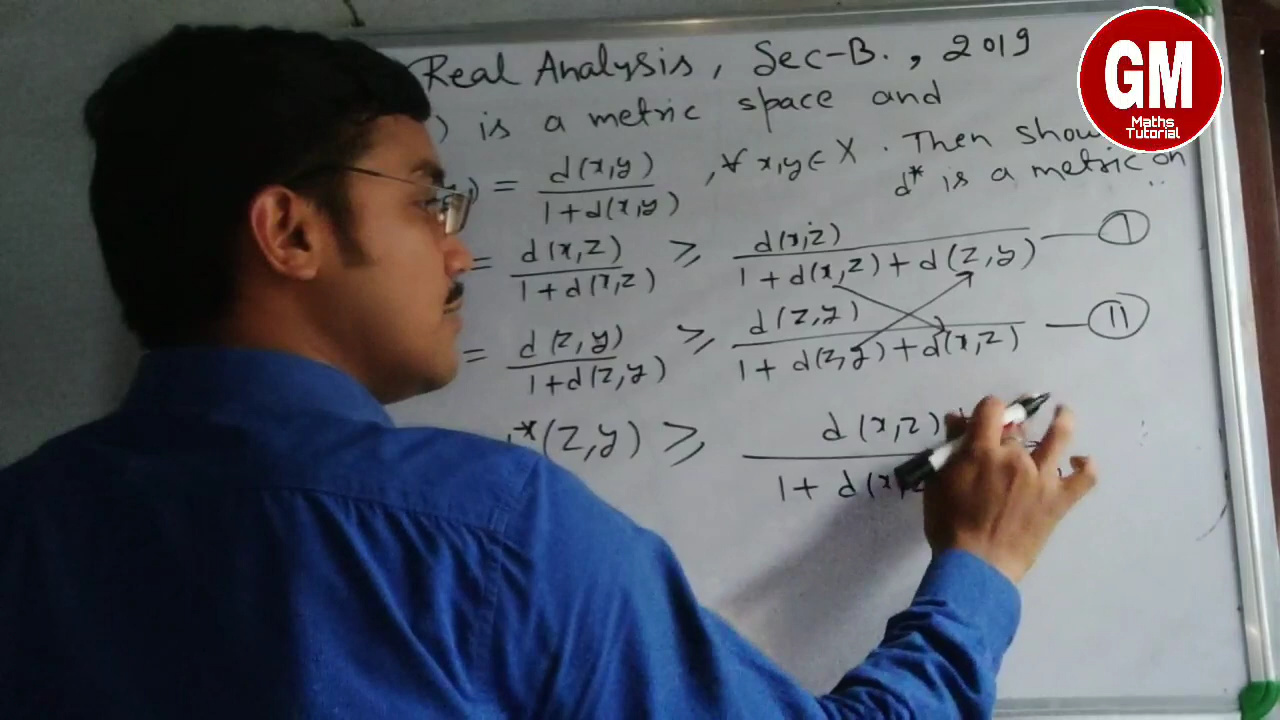 Real Analysis, Sec-B., 2019
GM
Maths
Tutorial
) is a metric space and
) = d(x,y) / 1+d(x,y) , ∀ x,y ∈ X. Then show
d* is a metric on
= d(x,z) / 1+d(x,z) ≥ d(x,z) / 1+d(x,z)+d(z,y) — I
= d(z,y) / 1+d(z,y) ≥ d(z,y) / 1+d(z,y)+d(x,z) — II
*(z,y) ≥ d(x,z) / 1+d(x,